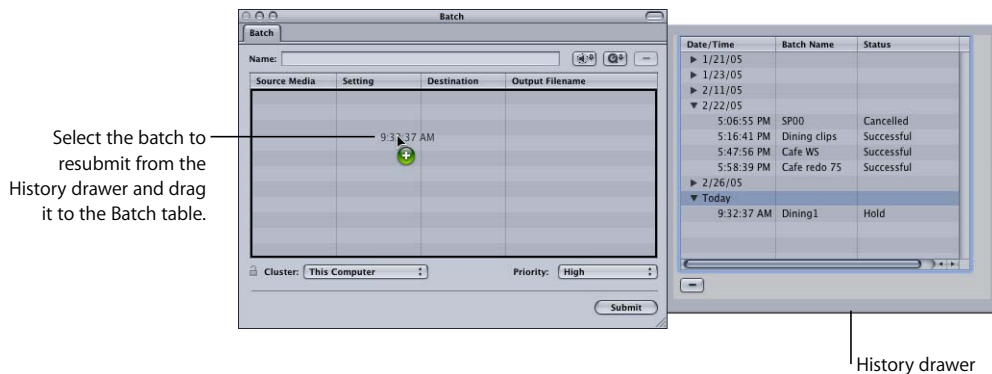 Batch
Batch
Name:
Source Media Setting Destination Output Filename
9:32:37 AM
Select the batch to
resubmit from the
History drawer and drag
it to the Batch table.
Cluster: This Computer Priority: High
Submit
Date/Time Batch Name Status
1/21/05
1/23/05
2/11/05
2/22/05
5:06:55 PM SP00 Cancelled
5:16:41 PM Dining clips Successful
5:47:56 PM Cafe WS Successful
5:58:39 PM Cafe redo 75 Successful
2/26/05
Today
9:32:37 AM Dining1 Hold
History drawer